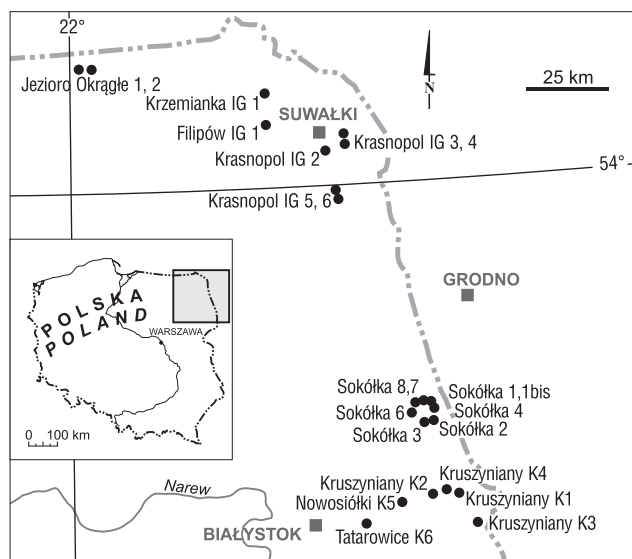 22°
25 km
N
Jezioro Okrągłe 1, 2
Krzemianka IG 1
SUWAŁKI
Filipów IG 1
Krasnopol IG 3, 4
Krasnopol IG 2
54°
Krasnopol IG 5, 6
GRODNO
POLSKA
POLAND
WARSZAWA
0 100 km
Sokółka 8,7
Sokółka 1,1bis
Sokółka 6
Sokółka 4
Sokółka 3
Sokółka 2
Kruszyniany K4
Kruszyniany K2
Narew
Nowosiółki K5
Kruszyniany K1
BIAŁYSTOK
Kruszyniany K3
Tatarowice K6